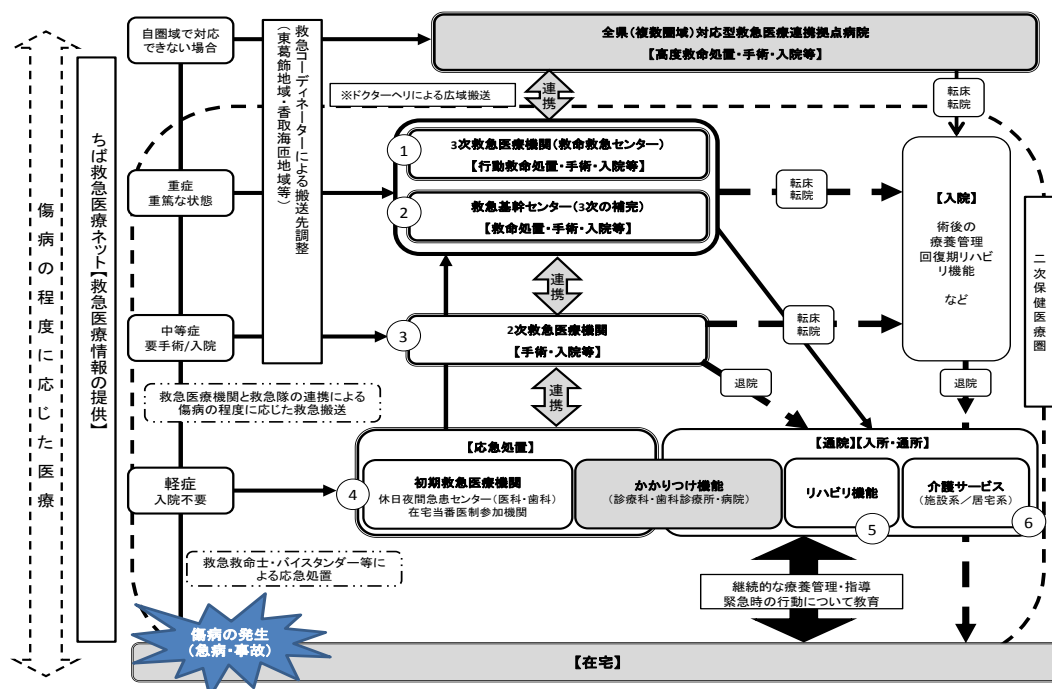 自圏域で対応
できない場合
全県(複数圏域)対応型救急医療連携拠点病院
【高度救命処置・手術・入院等】
救急コーディネーターによる搬送先調整
(東葛飾地域・香取海匝地域等)
※ドクターヘリによる広域搬送
連携
転床
転院
ちば救急医療ネット【救急医療情報の提供】
傷病の程度に応じた医療
1
3次救急医療機関(救命救急センター)
【行動救命処置・手術・入院等】
重症
重篤な状態
2
救急基幹センター(3次の補完)
【救命処置・手術・入院等】
転床
転院
【入院】
術後の
療養管理
回復期リハビ
リ機能
など
二次保健医療圏
連携
中等症
要手術/入院
3
2次救急医療機関
【手術・入院等】
転床
転院
救急医療機関と救急隊の連携による
傷病の程度に応じた救急搬送
連携
退院
退院
【応急処置】
【通院】【入所・通所】
軽症
入院不要
4
初期救急医療機関
休日夜間急患センター(医科・歯科)
在宅当番医制参加機関
かかりつけ機能
(診療科・歯科診療所・病院)
リハビリ機能
5
介護サービス
(施設系/居宅系)
6
救急救命士・バイスタンダー等に
よる応急処置
継続的な療養管理・指導
緊急時の行動について教育
傷病の発生
(急病・事故)
【在宅】